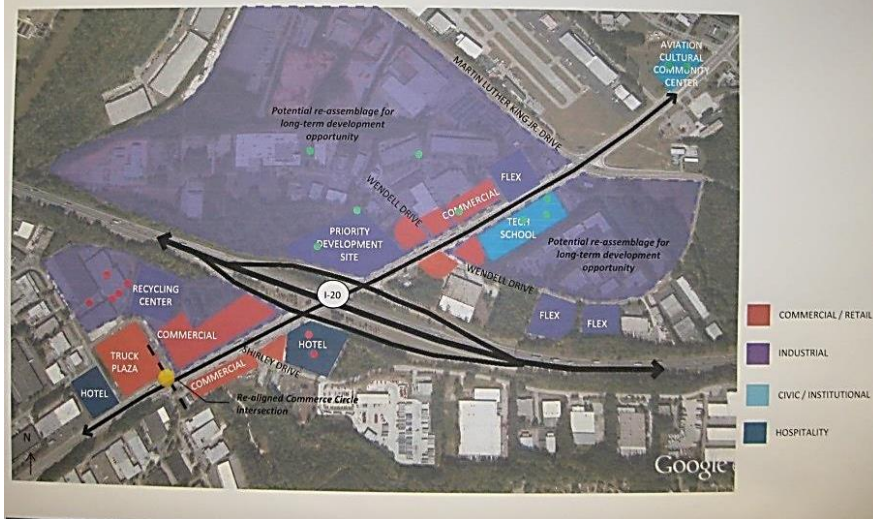 AVIATION
CULTURAL
COMMUNITY
CENTER
MARTIN LUTHER KING JR. DRIVE
Potential re-assemblage for
long-term development
opportunity
FLEX
WENDELL DRIVE
COMMERCIAL
TECH
SCHOOL
PRIORITY
DEVELOPMENT
SITE
Potential re-assemblage for
long-term development
opportunity
WENDELL DRIVE
RECYCLING
CENTER
I-20
FLEX
FLEX
COMMERCIAL
HOTEL
SHIRLEY DRIVE
TRUCK
PLAZA
COMMERCIAL
HOTEL
Re-aligned Commerce Circle
intersection
N
Google
COMMERCIAL / RETAIL
INDUSTRIAL
CIVIC / INSTITUTIONAL
HOSPITALITY